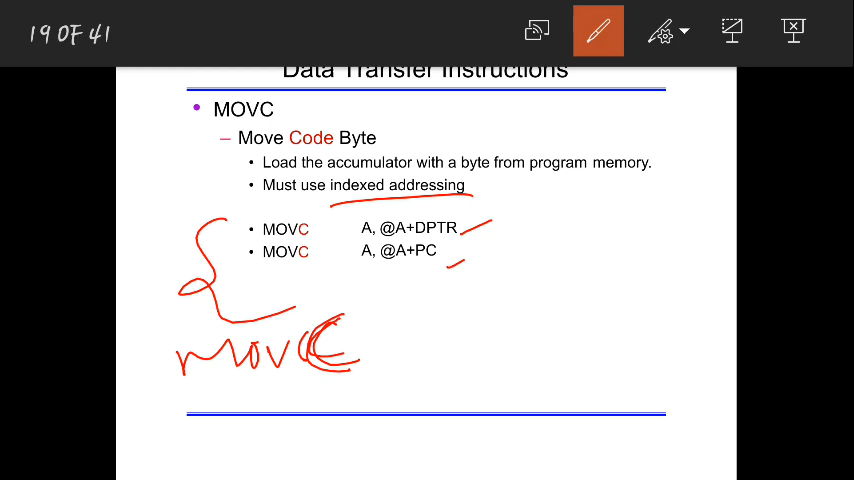 19 OF 41
Data Transfer Instructions
• MOVC
– Move Code Byte
• Load the accumulator with a byte from program memory.
• Must use indexed addressing
• MOVC A, @A+DPTR
• MOVC A, @A+PC
MOVC